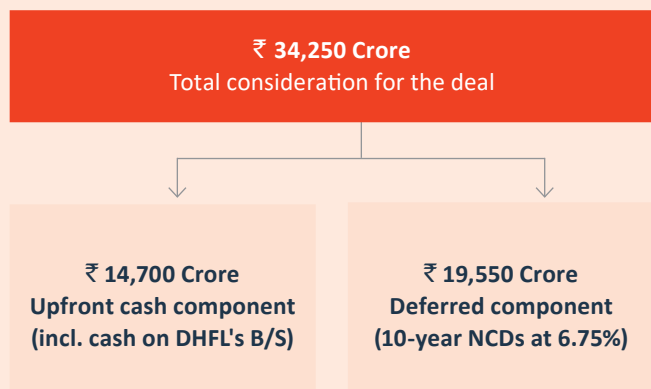 ₹ 34,250 Crore
Total consideration for the deal
₹ 14,700 Crore
Upfront cash component
(incl. cash on DHFL's B/S)
₹ 19,550 Crore
Deferred component
(10-year NCDs at 6.75%)